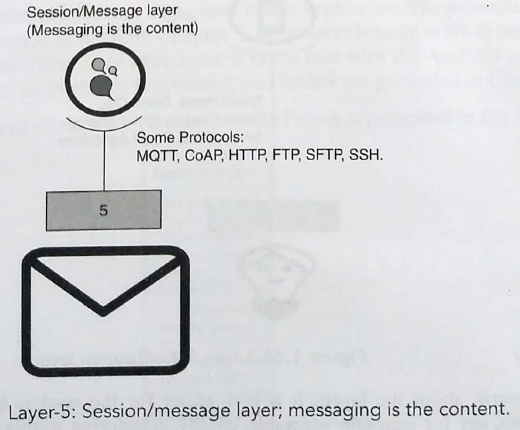 Session/Message layer
(Messaging is the content)
Some Protocols:
MQTT, CoAP, HTTP, FTP, SFTP, SSH.
5
Layer-5: Session/message layer; messaging is the content.